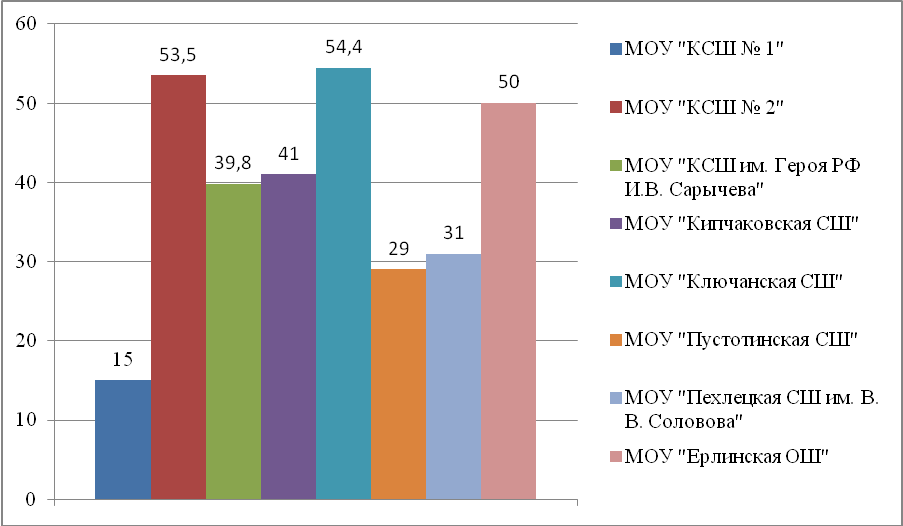 60
50
40
30
20
10
0
15
53,5
39,8
41
54,4
29
31
50
МОУ "КСШ № 1"
МОУ "КСШ № 2"
МОУ "КСШ им. Героя РФ
И.В. Сарычева"
МОУ "Кипчаковская СШ"
МОУ "Ключанская СШ"
МОУ "Пустотинская СШ"
МОУ "Пехлецкая СШ им. В.
В. Соловова"
МОУ "Ерлинская ОШ"